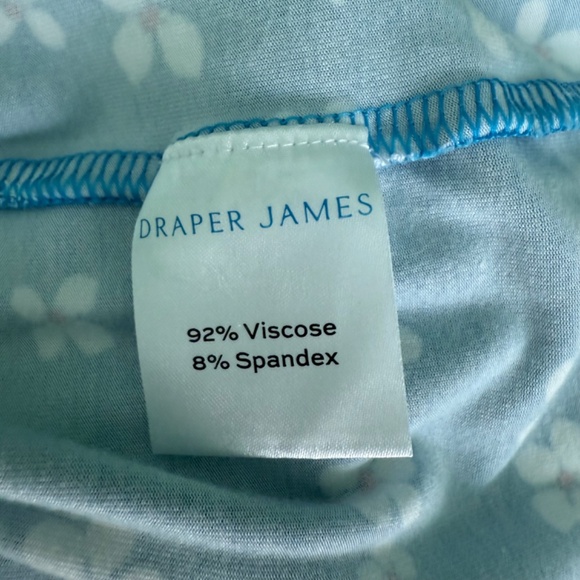 DRAPER JAMES
92% Viscose
8% Spandex